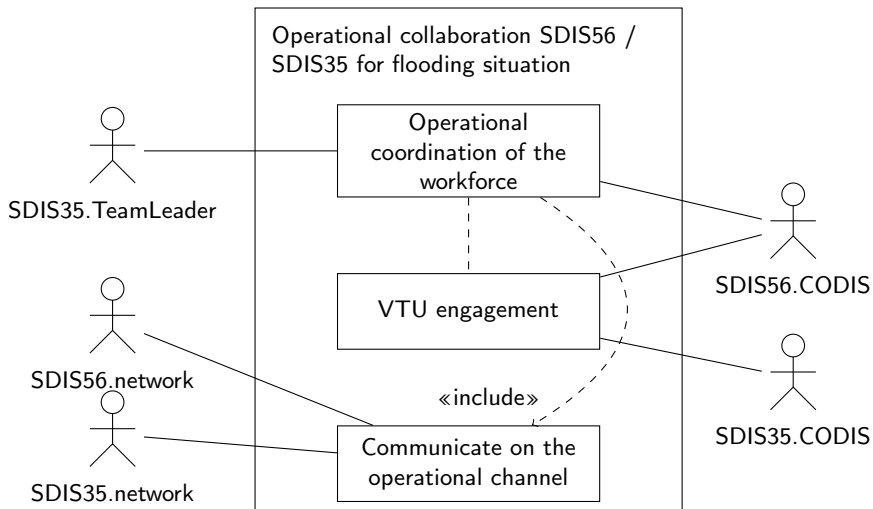 Operational collaboration SDIS56 /
SDIS35 for flooding situation
Operational
coordination of the
workforce
SDIS35.TeamLeader
SDIS56.CODIS
VTU engagement
SDIS56.network
«include»
SDIS35.CODIS
Communicate on the
operational channel
SDIS35.network